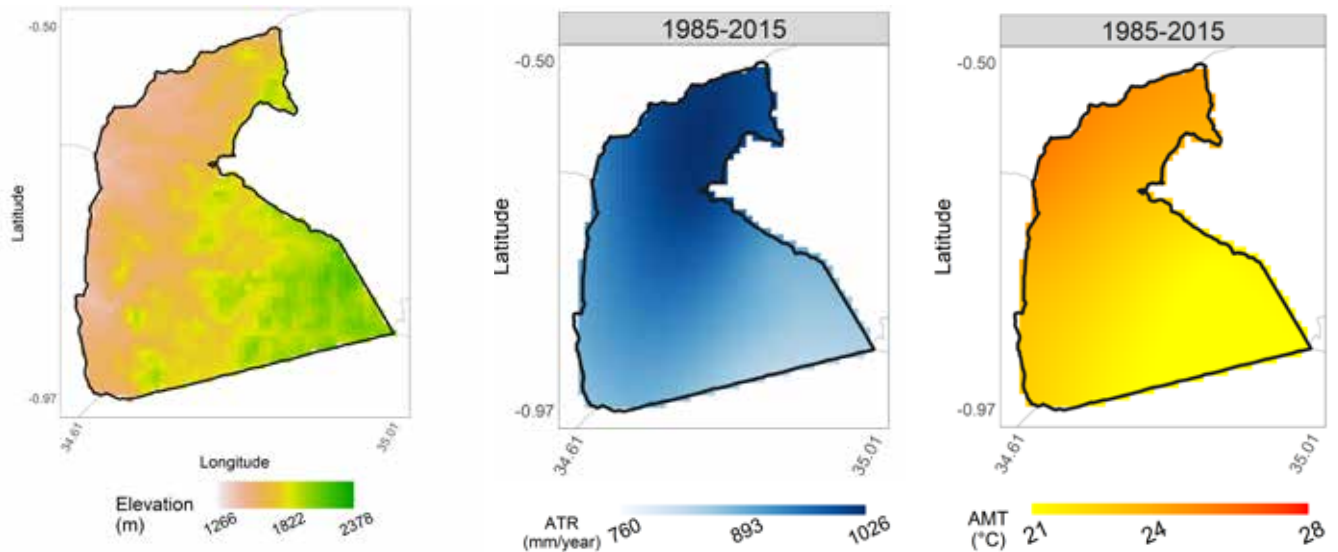 -0.50
Latitude
-0.97
34.61
35.01
Longitude
Elevation
(m)
1266
1822
2378
1985-2015
-0.50
Latitude
-0.97
34.61
35.01
ATR
(mm/year)
760
893
1026
1985-2015
-0.50
Latitude
-0.97
34.61
35.01
AMT
(°C)
21
24
28